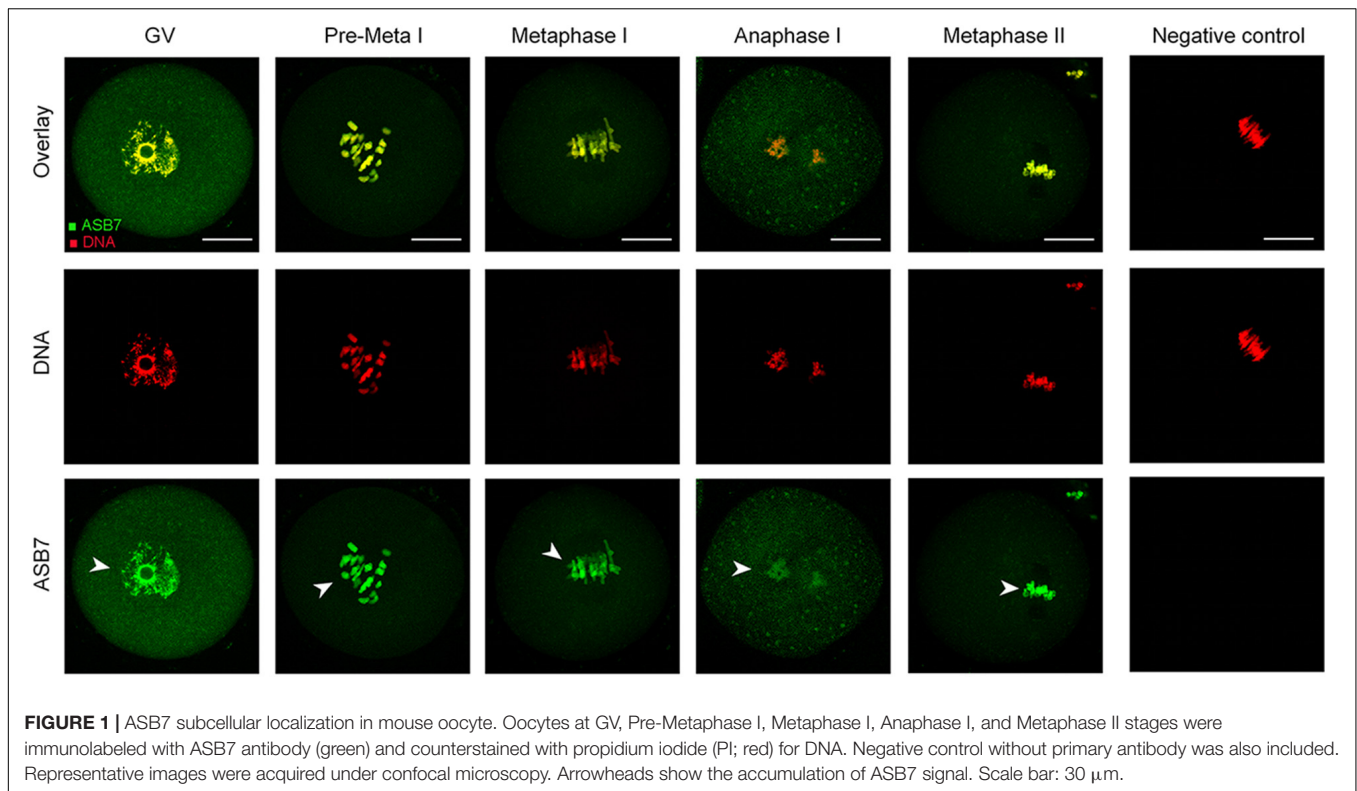 GV Pre-Meta I Metaphase I Anaphase I Metaphase II Negative control
Overlay
ASB7
DNA
DNA
ASB7
FIGURE 1 | ASB7 subcellular localization in mouse oocyte. Oocytes at GV, Pre-Metaphase I, Metaphase I, Anaphase I, and Metaphase II stages were
immunolabeled with ASB7 antibody (green) and counterstained with propidium iodide (PI; red) for DNA. Negative control without primary antibody was also included.
Representative images were acquired under confocal microscopy. Arrowheads show the accumulation of ASB7 signal. Scale bar: 30 μm.